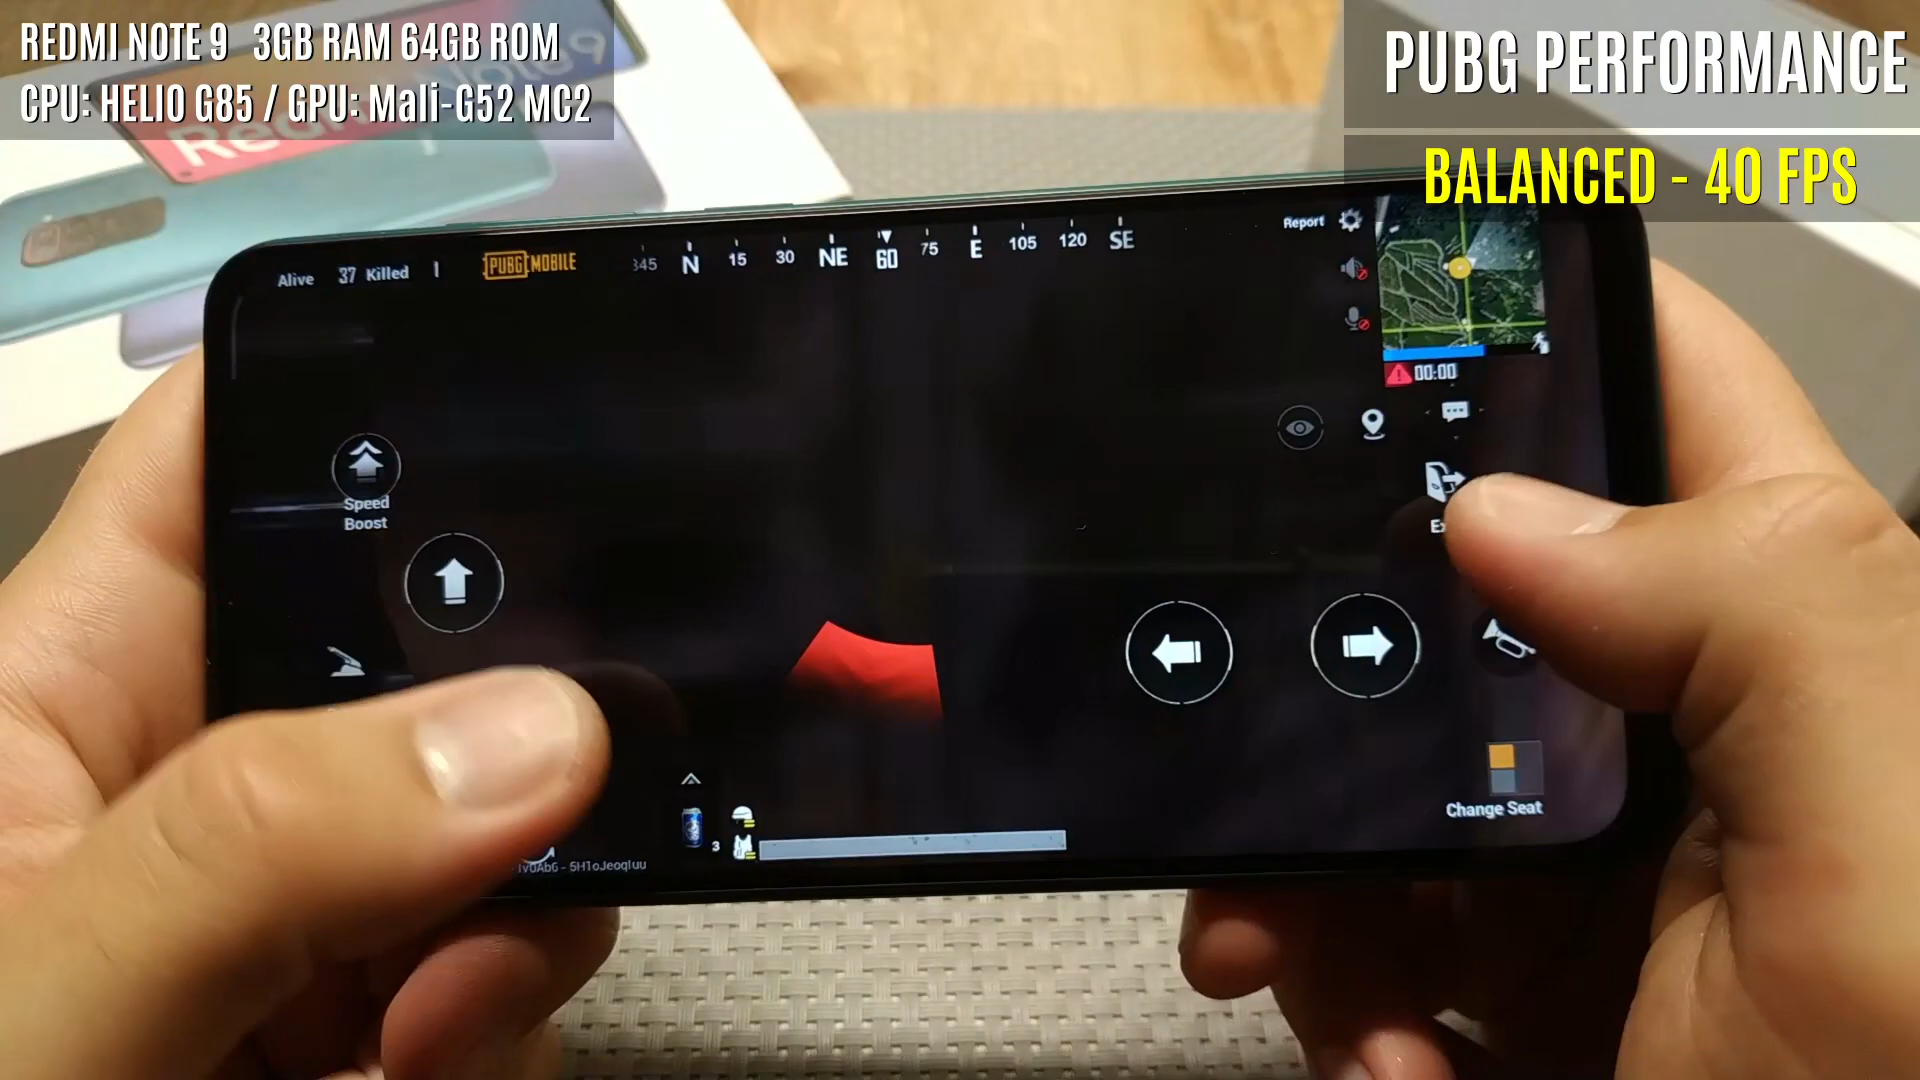 REDMI NOTE 9 3GB RAM 64GB ROM
CPU: HELIO G85 / GPU: Mali-G52 MC2
PUBG PERFORMANCE
BALANCED - 40 FPS
Alive 37 Killed 1
PUBG MOBILE
345 N 15 30 NE 60 75 E 105 120 SE
Report
00:00
Speed
Boost
Change Seat
3